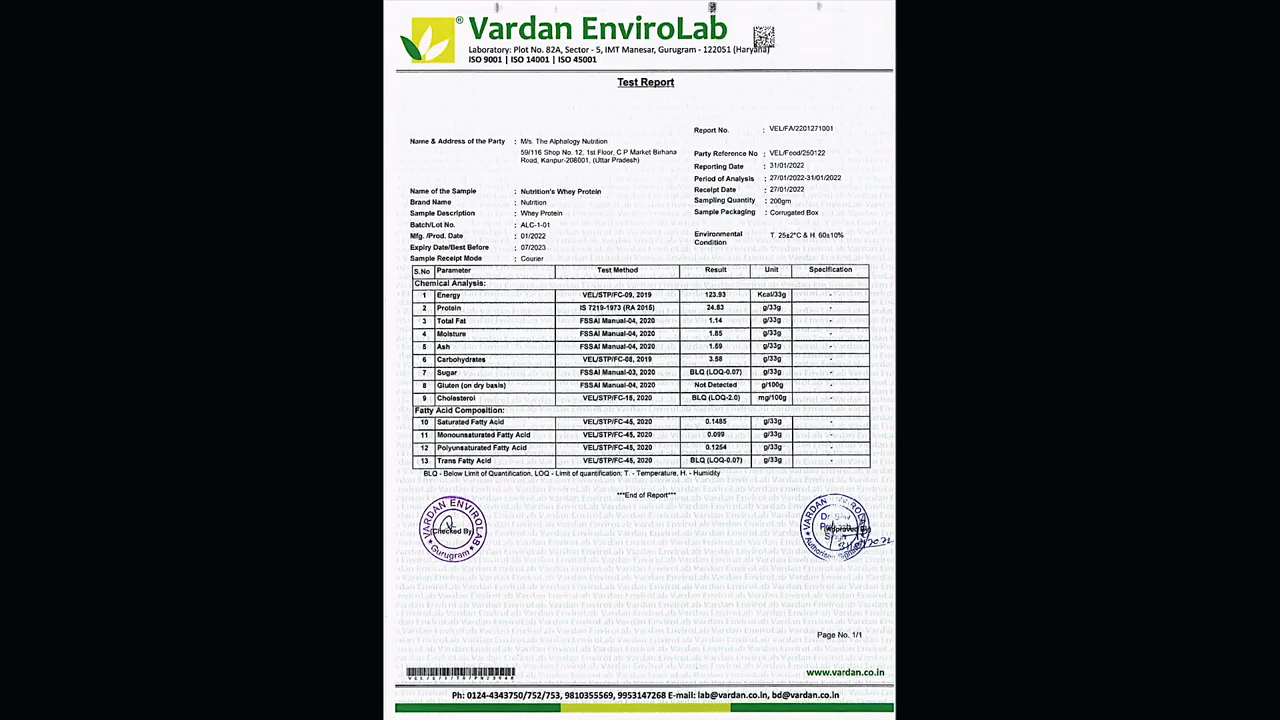 ® Vardan EnviroLab
Laboratory: Plot No. 82A, Sector - 5, IMT Manesar, Gurugram - 122051 (Haryana)
ISO 9001 | ISO 14001 | ISO 45001
Test Report
Report No. : VEL/FA/2201271001
Name & Address of the Party : M/s. The Alphalogy Nutrition
59/116 Shop No. 12, 1st Floor, C P Market Birhana
Road, Kanpur-208001, (Uttar Pradesh)
Party Reference No : VEL/Food/250122
Reporting Date : 31/01/2022
Period of Analysis : 27/01/2022-31/01/2022
Receipt Date : 27/01/2022
Sampling Quantity : 200gm
Sample Packaging : Corrugated Box
Environmental Condition T. 25±2°C & H. 60±10%
Name of the Sample : Nutrition's Whey Protein
Brand Name : Nutrition
Sample Description : Whey Protein
Batch/Lot No. : ALC-1-01
Mfg. /Prod. Date : 01/2022
Expiry Date/Best Before : 07/2023
Sample Receipt Mode : Courier
S.No Parameter Test Method Result Unit Specification
Chemical Analysis:
1 Energy VEL/STP/FC-09, 2019 123.93 Kcal/33g -
2 Protein IS 7219-1973 (RA 2015) 24.83 g/33g -
3 Total Fat FSSAI Manual-04, 2020 1.14 g/33g -
4 Moisture FSSAI Manual-04, 2020 1.85 g/33g -
5 Ash FSSAI Manual-04, 2020 1.59 g/33g -
6 Carbohydrates VEL/STP/FC-08, 2019 3.58 g/33g -
7 Sugar FSSAI Manual-03, 2020 BLQ (LOQ-0.07) g/33g -
8 Gluten (on dry basis) FSSAI Manual-04, 2020 Not Detected g/100g -
9 Cholesterol VEL/STP/FC-15, 2020 BLQ (LOQ-2.0) mg/100g -
Fatty Acid Composition:
10 Saturated Fatty Acid VEL/STP/FC-45, 2020 0.1485 g/33g -
11 Monounsaturated Fatty Acid VEL/STP/FC-45, 2020 0.099 g/33g -
12 Polyunsaturated Fatty Acid VEL/STP/FC-45, 2020 0.1254 g/33g -
13 Trans Fatty Acid VEL/STP/FC-45, 2020 BLQ (LOQ-0.07) g/33g -
BLQ - Below Limit of Quantification, LOQ - Limit of quantification; T. - Temperature, H. - Humidity
***End of Report***
VARDAN ENVIROLAB
Checked By
Gurugram
Page No. 1/1
www.vardan.co.in
Ph: 0124-4343750/752/753, 9810355569, 9953147268 E-mail: lab@vardan.co.in, bd@vardan.co.in